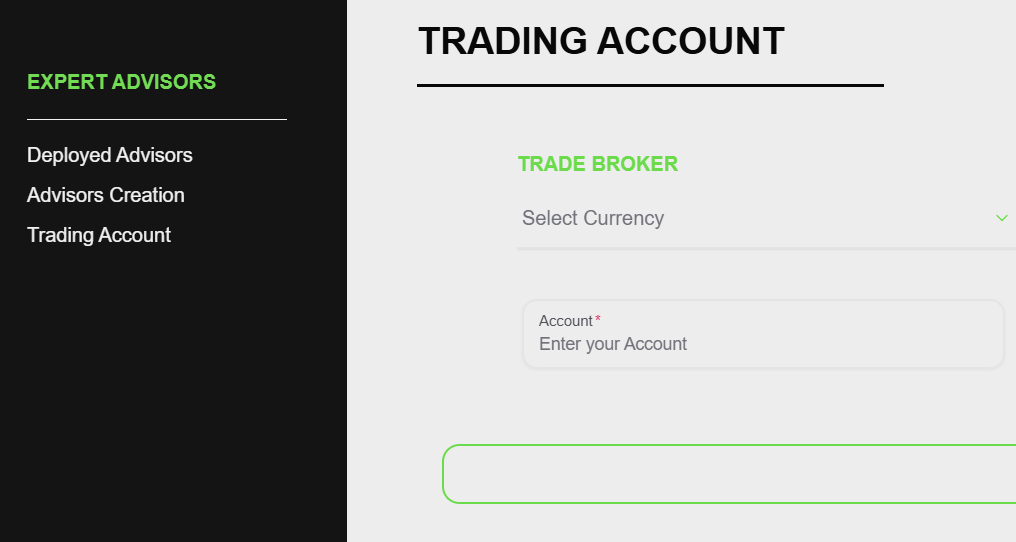 EXPERT ADVISORS
Deployed Advisors
Advisors Creation
Trading Account
TRADING ACCOUNT
TRADE BROKER
Select Currency
Account*
Enter your Account